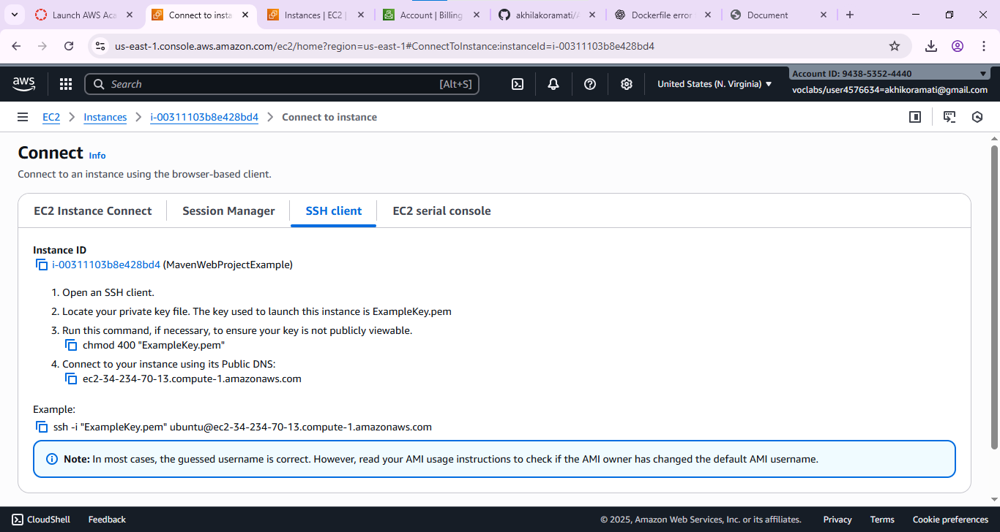 Launch AWS Aca
Connect to insta
Instances | EC2 |
Account | Billing
akhilakoramati/A
Dockerfile error
Document
us-east-1.console.aws.amazon.com/ec2/home?region=us-east-1#ConnectToInstance:instanceId=i-00311103b8e428bd4
aws
Search
[Alt+S]
United States (N. Virginia)
Account ID: 9438-5352-4440
voclabs/user4576634=akhikoramati@gmail.com
EC2 > Instances > i-00311103b8e428bd4 > Connect to instance
Connect Info
Connect to an instance using the browser-based client.
EC2 Instance Connect
Session Manager
SSH client
EC2 serial console
Instance ID
i-00311103b8e428bd4 (MavenWebProjectExample)
1. Open an SSH client.
2. Locate your private key file. The key used to launch this instance is ExampleKey.pem
3. Run this command, if necessary, to ensure your key is not publicly viewable.
chmod 400 "ExampleKey.pem"
4. Connect to your instance using its Public DNS:
ec2-34-234-70-13.compute-1.amazonaws.com
Example:
ssh -i "ExampleKey.pem" ubuntu@ec2-34-234-70-13.compute-1.amazonaws.com
Note: In most cases, the guessed username is correct. However, read your AMI usage instructions to check if the AMI owner has changed the default AMI username.
CloudShell
Feedback
© 2025, Amazon Web Services, Inc. or its affiliates.
Privacy
Terms
Cookie preferences